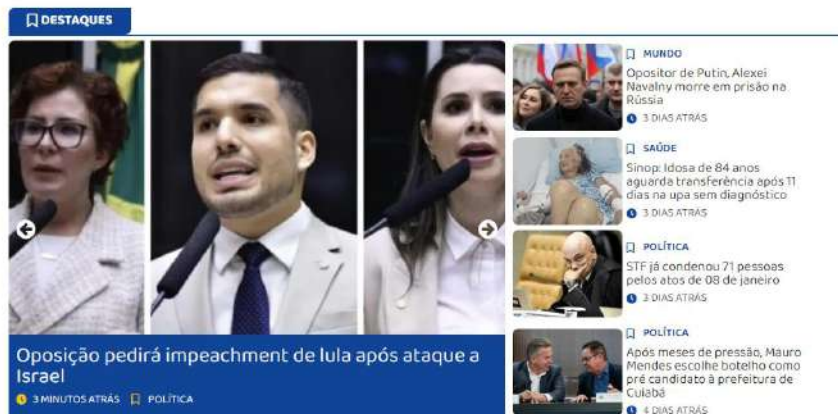 DESTAQUES
Oposição pedirá impeachment de lula após ataque a
Israel
3 MINUTOS ATRÁS POLÍTICA
MUNDO
Opositor de Putin, Alexei
Navalny morre em prisão na
Rússia
3 DIAS ATRÁS
SAÚDE
Sinop: Idosa de 84 anos
aguarda transferência após 11
dias na upa sem diagnóstico
3 DIAS ATRÁS
POLÍTICA
STF já condenou 71 pessoas
pelos atos de 08 de janeiro
3 DIAS ATRÁS
POLÍTICA
Após meses de pressão, Mauro
Mendes escolhe botelho como
pré candidato à prefeitura de
Cuiabá
4 DIAS ATRÁS